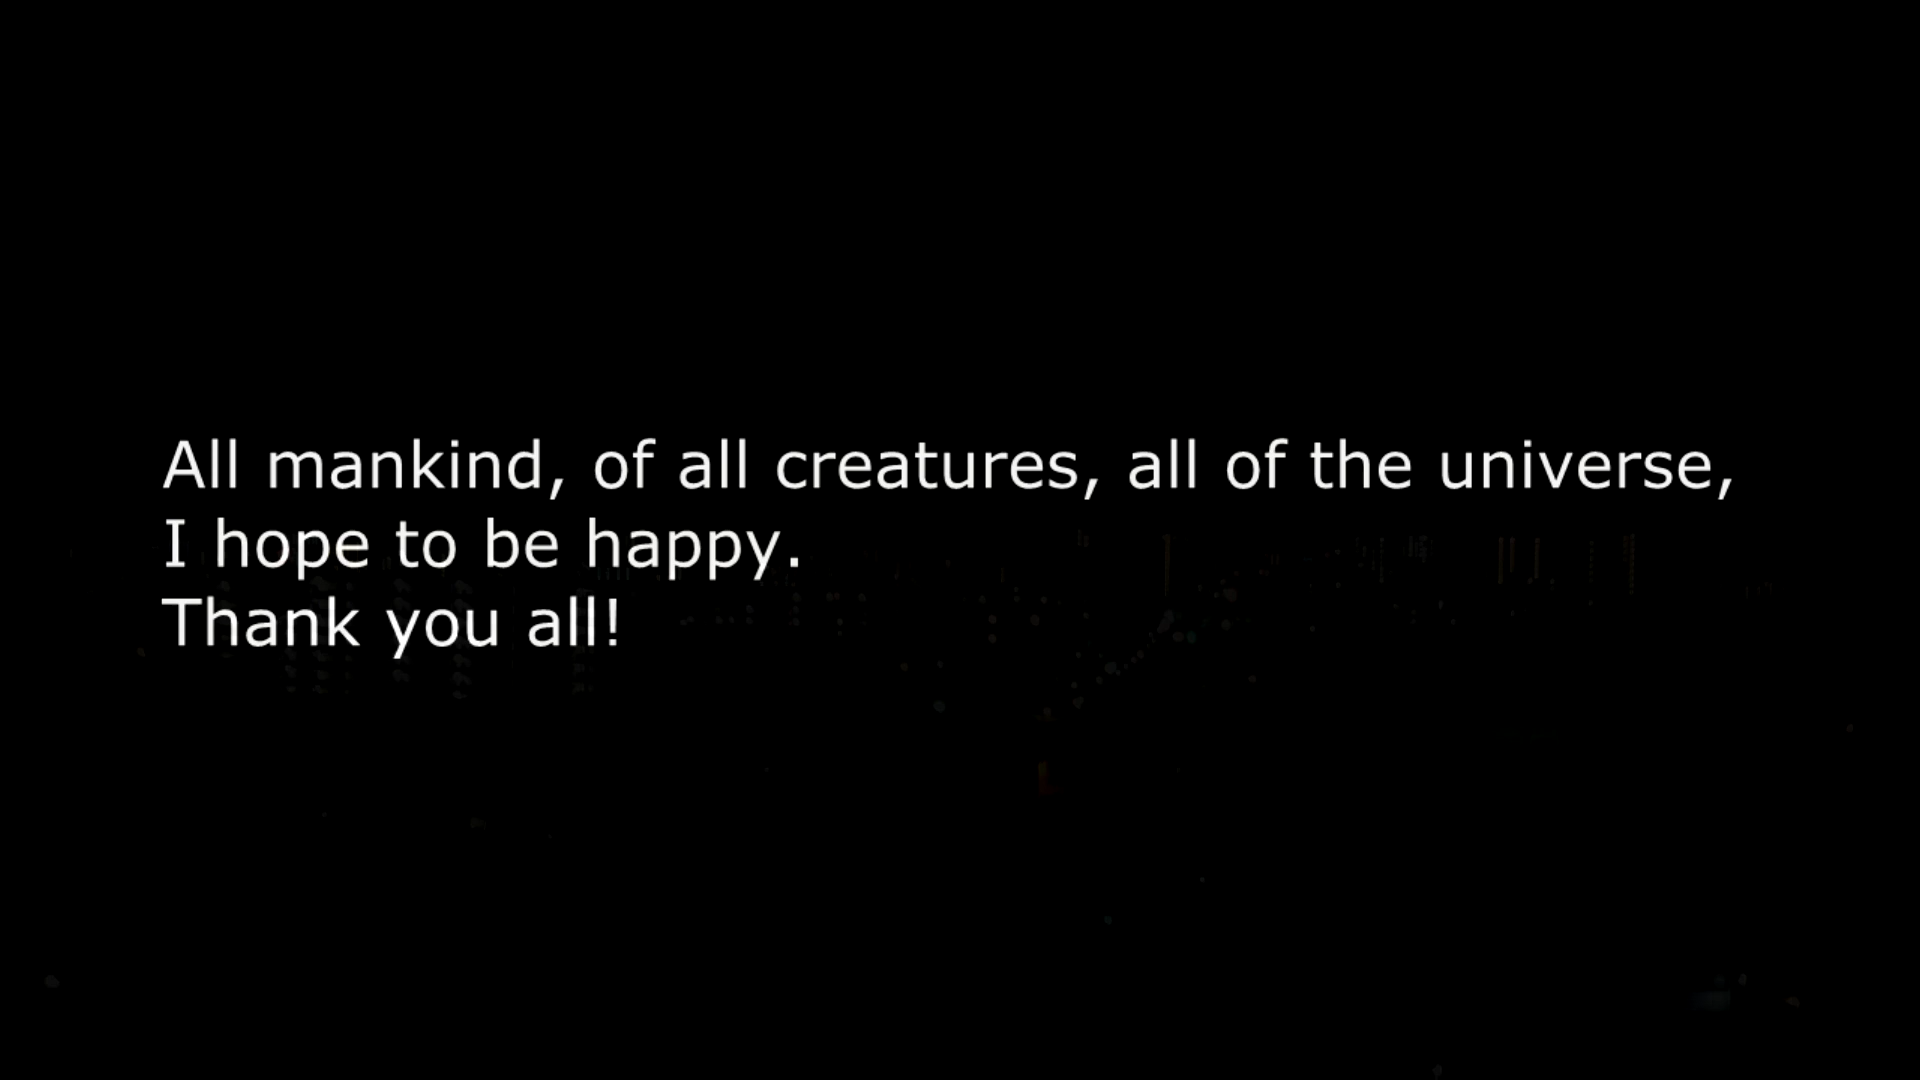 All mankind, of all creatures, all of the universe,
I hope to be happy.
Thank you all!